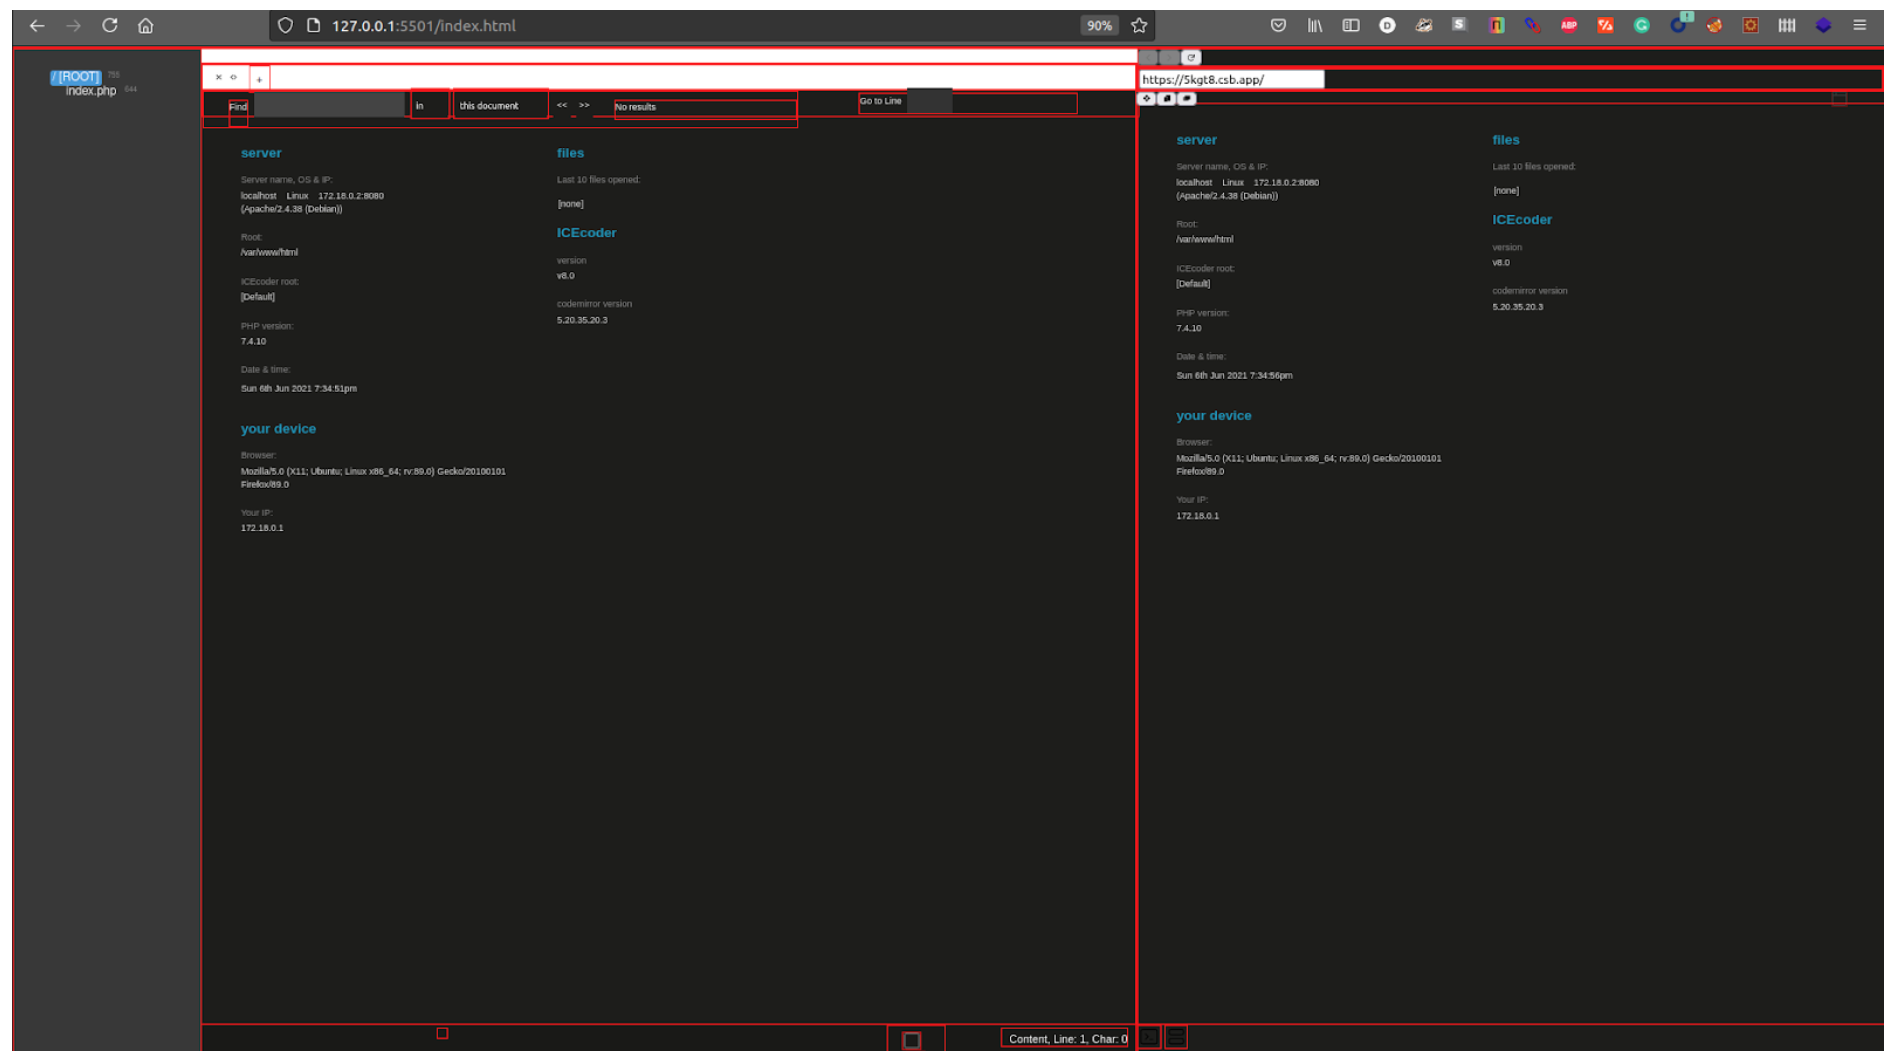 127.0.0.1:5501/index.html
90%
S
ABP
/ [ROOT] 755
index.php 644
+
Find in this document << >> No results Go to Line
server
Server name, OS & IP:
localhost Linux 172.18.0.2:8080
(Apache/2.4.38 (Debian))
Root:
/var/www/html
ICEcoder root:
[Default]
PHP version:
7.4.10
Date & time:
Sun 6th Jun 2021 7:34:51pm
your device
Browser:
Mozilla/5.0 (X11; Ubuntu; Linux x86_64; rv:89.0) Gecko/20100101
Firefox/89.0
Your IP:
172.18.0.1
files
Last 10 files opened:
[none]
ICEcoder
version
v8.0
codemirror version
5.20.35.20.3
Content, Line: 1, Char: 0
https://5kgt8.csb.app/
server
Server name, OS & IP:
localhost Linux 172.18.0.2:8080
(Apache/2.4.38 (Debian))
Root:
/var/www/html
ICEcoder root:
[Default]
PHP version:
7.4.10
Date & time:
Sun 6th Jun 2021 7:34:56pm
your device
Browser:
Mozilla/5.0 (X11; Ubuntu; Linux x86_64; rv:89.0) Gecko/20100101
Firefox/89.0
Your IP:
172.18.0.1
files
Last 10 files opened:
[none]
ICEcoder
version
v8.0
codemirror version
5.20.35.20.3